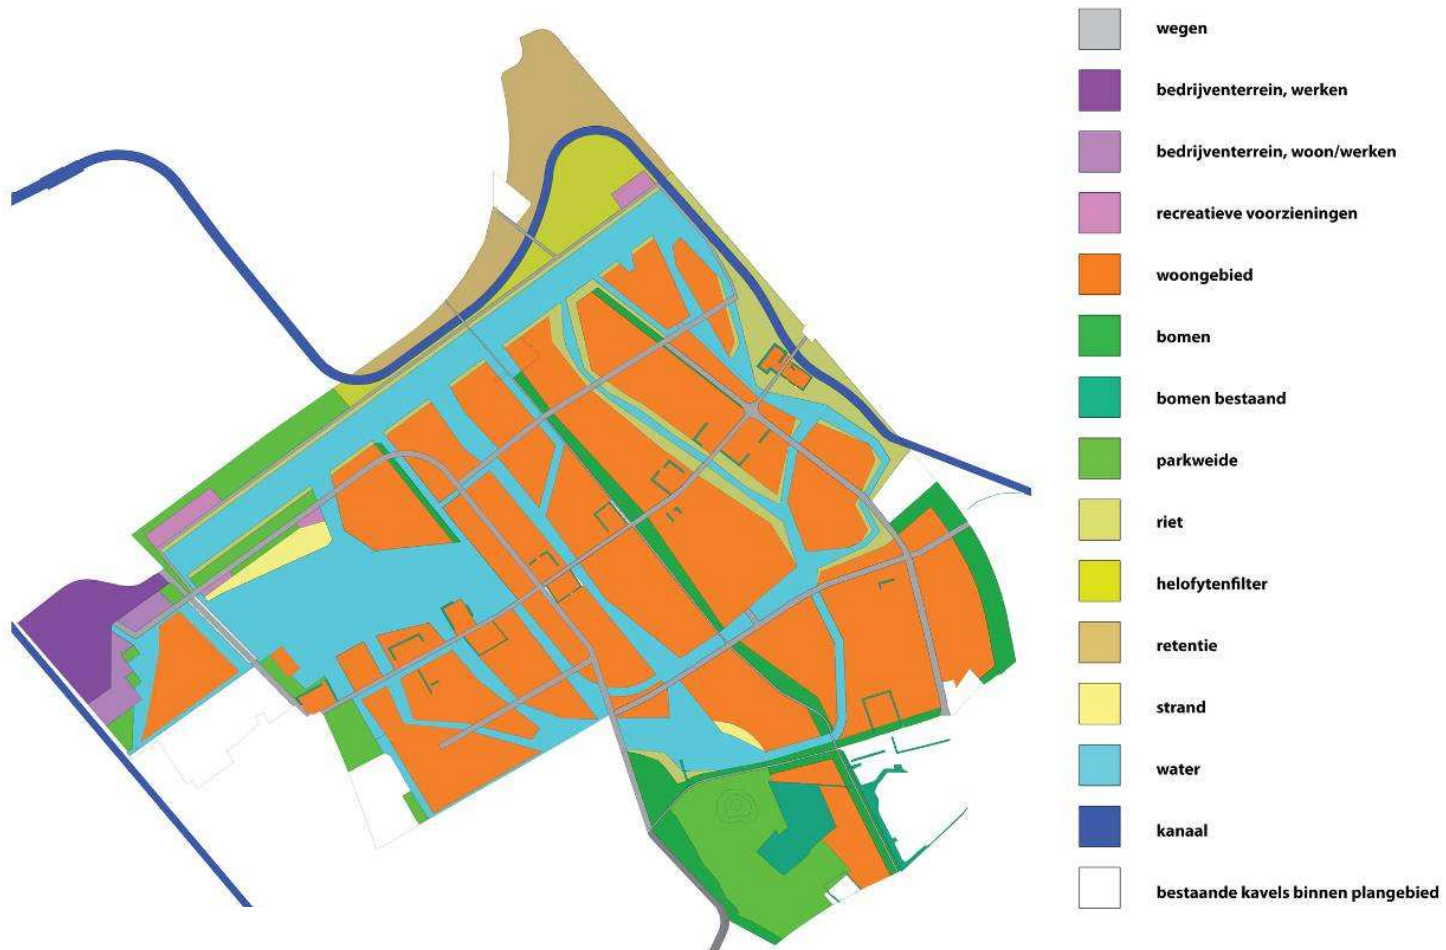 wegen
bedrijventerrein, werken
bedrijventerrein, woon/werken
recreatieve voorzieningen
woongebied
bomen
bomen bestaand
parkweide
riet
helofytenfilter
retentie
strand
water
kanaal
bestaande kavels binnen plangebied